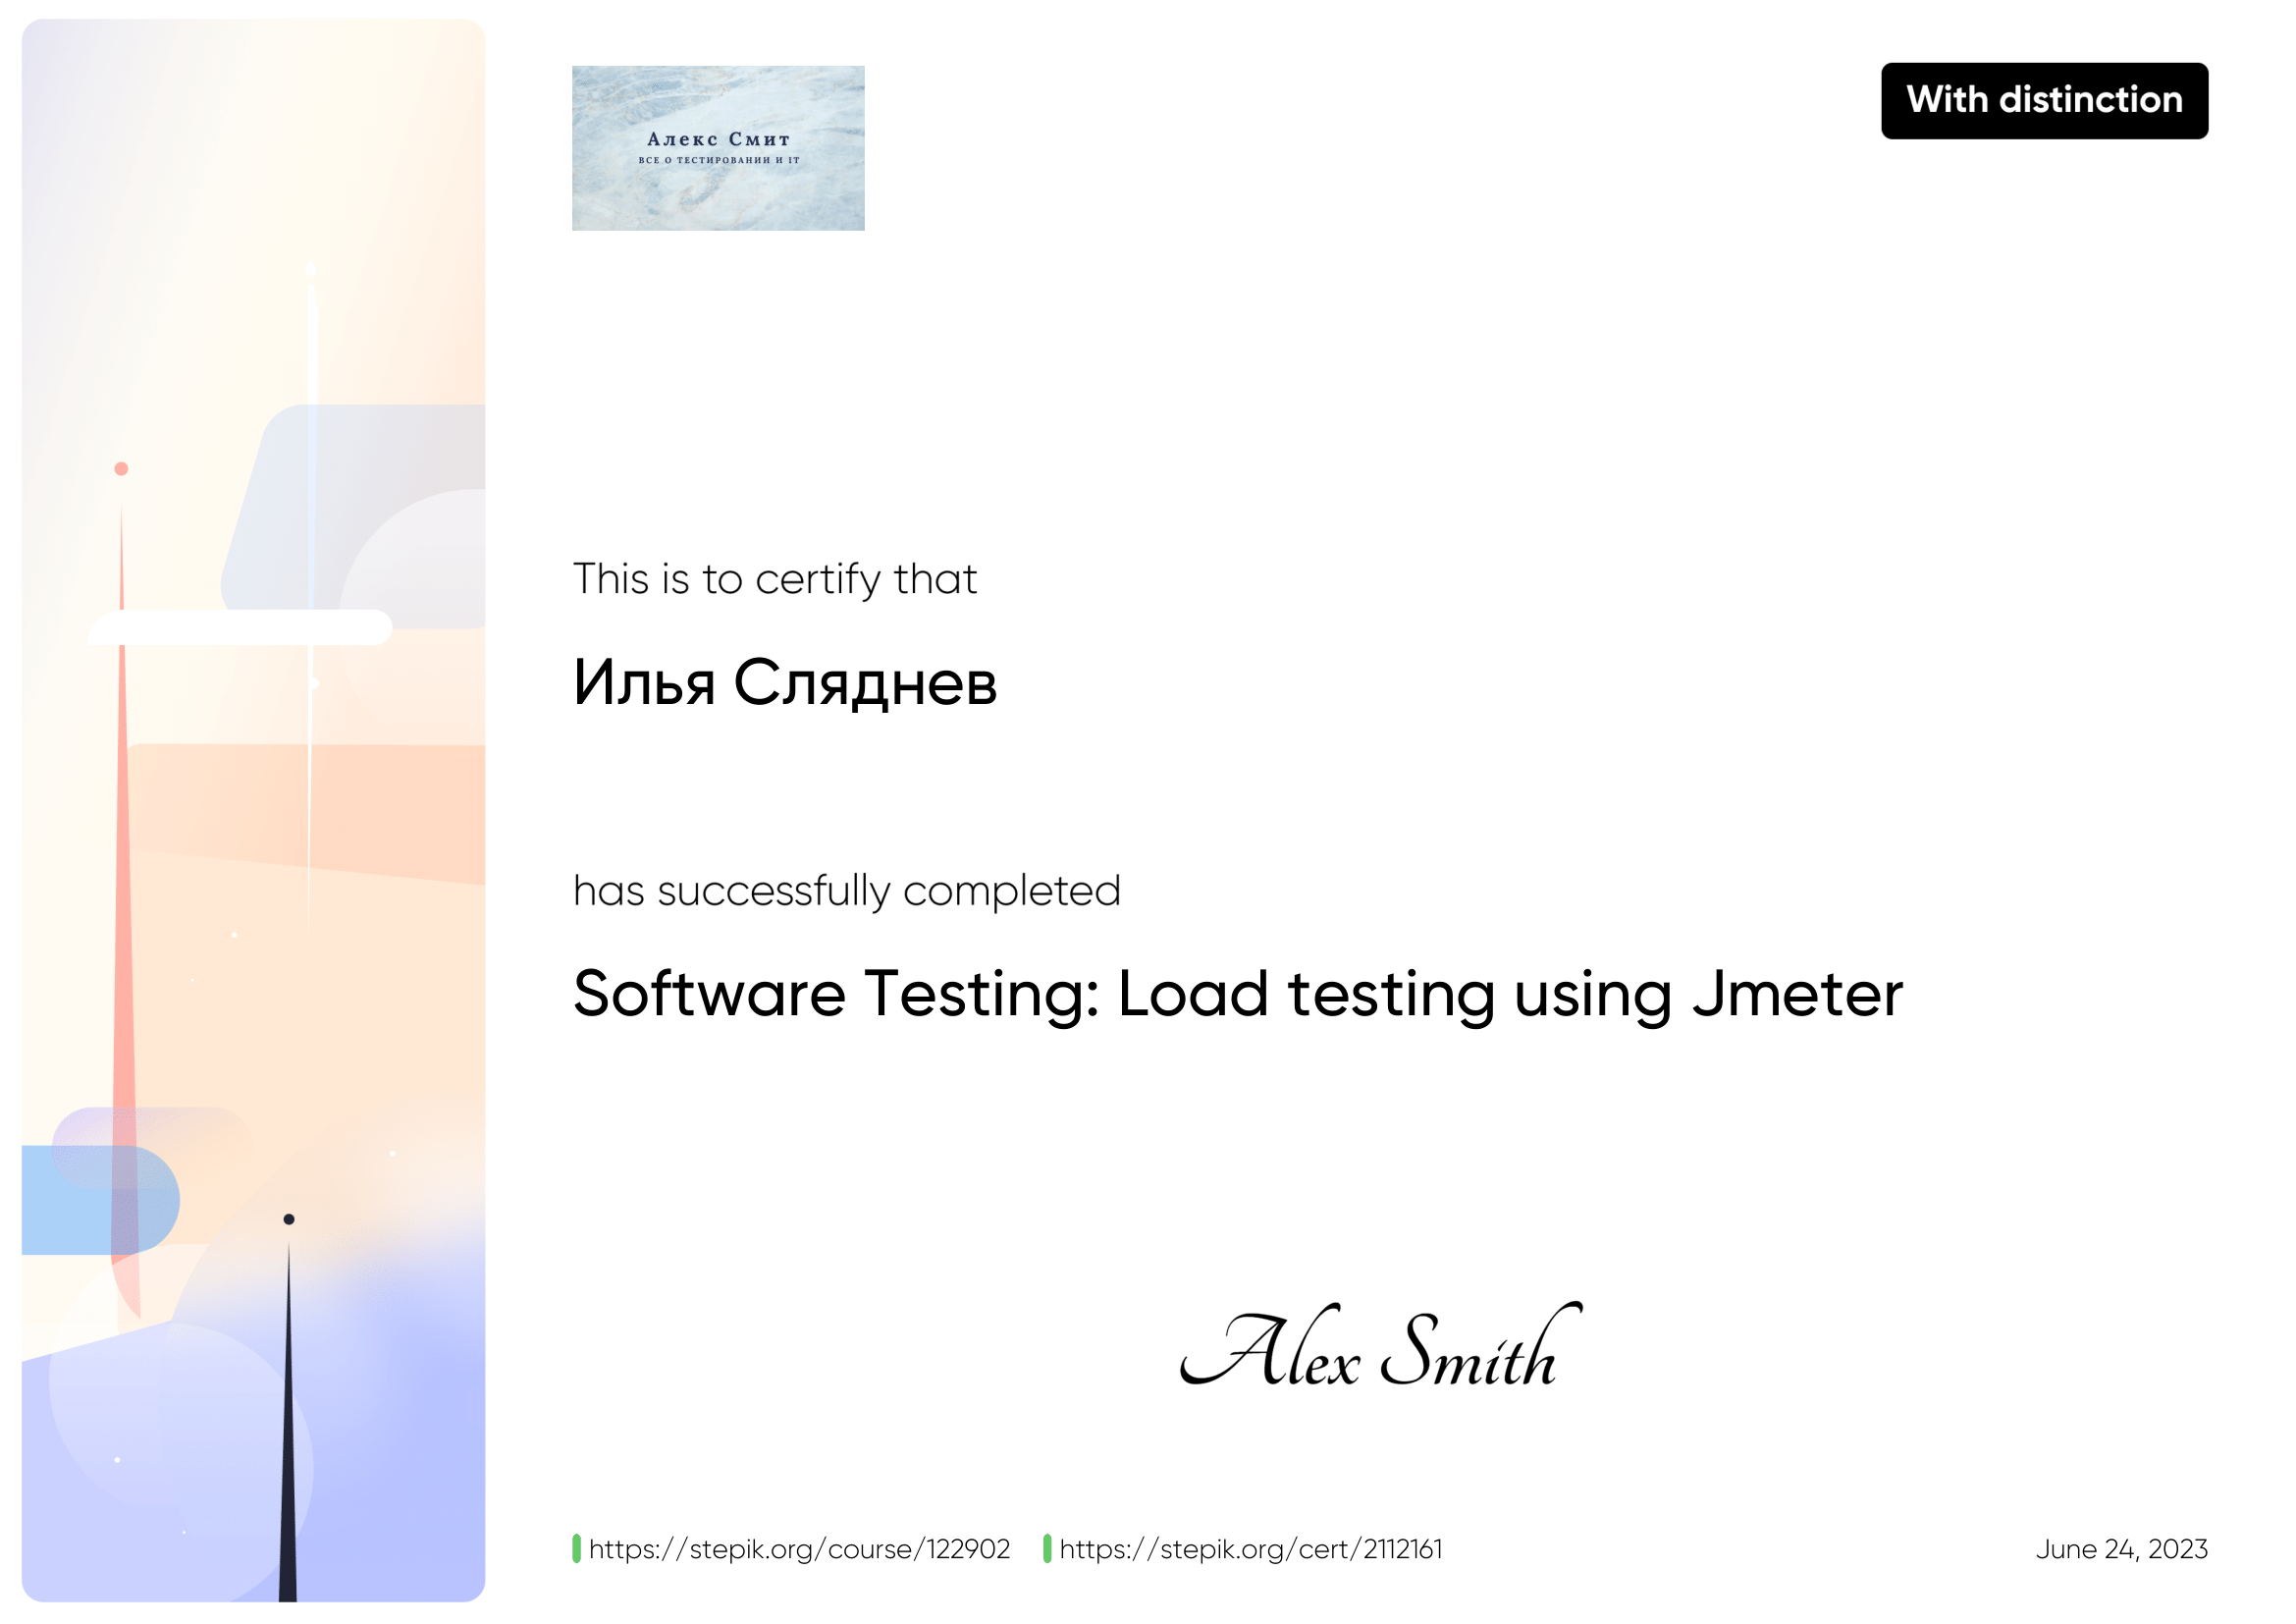 Алекс Смит
ВСЕ О ТЕСТИРОВАНИИ И IT
With distinction
This is to certify that
Илья Сляднев
has successfully completed
Software Testing: Load testing using Jmeter
Alex Smith
https://stepik.org/course/122902 https://stepik.org/cert/2112161 June 24, 2023